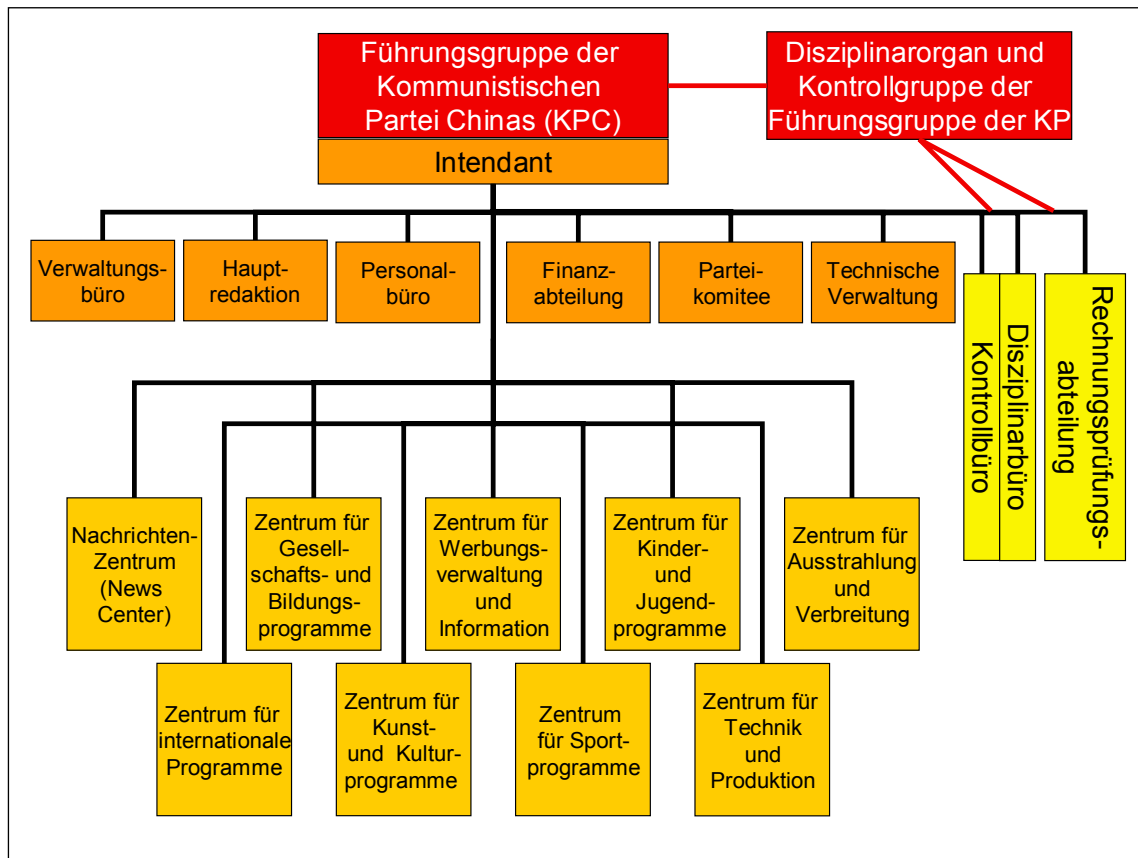 Führungsgruppe der
Kommunistischen
Partei Chinas (KPC)
Intendant
Disziplinarorgan und
Kontrollgruppe der
Führungsgruppe der KP
Verwaltungs-
büro
Haupt-
redaktion
Personal-
büro
Finanz-
abteilung
Partei-
komitee
Technische
Verwaltung
Kontrollbüro
Disziplinarbüro
Rechnungsprüfungs-
abteilung
Nachrichten-
Zentrum
(News
Center)
Zentrum für
Gesell-
schafts- und
Bildungs-
programme
Zentrum für
Werbungs-
verwaltung
und
Information
Zentrum für
Kinder-
und
Jugend-
programme
Zentrum für
Ausstrahlung
und
Verbreitung
Zentrum für
internationale
Programme
Zentrum für
Kunst-
und Kultur-
programme
Zentrum
für Sport-
programme
Zentrum für
Technik
und
Produktion